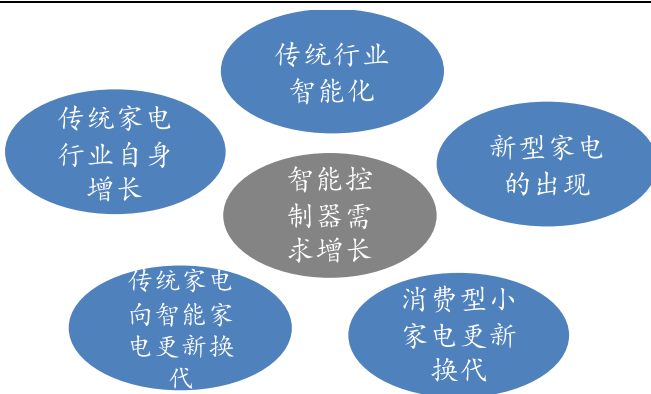 传统行业
智能化
传统家电
行业自身
增长
新型家电
的出现
智能控
制器需
求增长
传统家电
向智能家
电更新换
代
消费型小
家电更新
换代